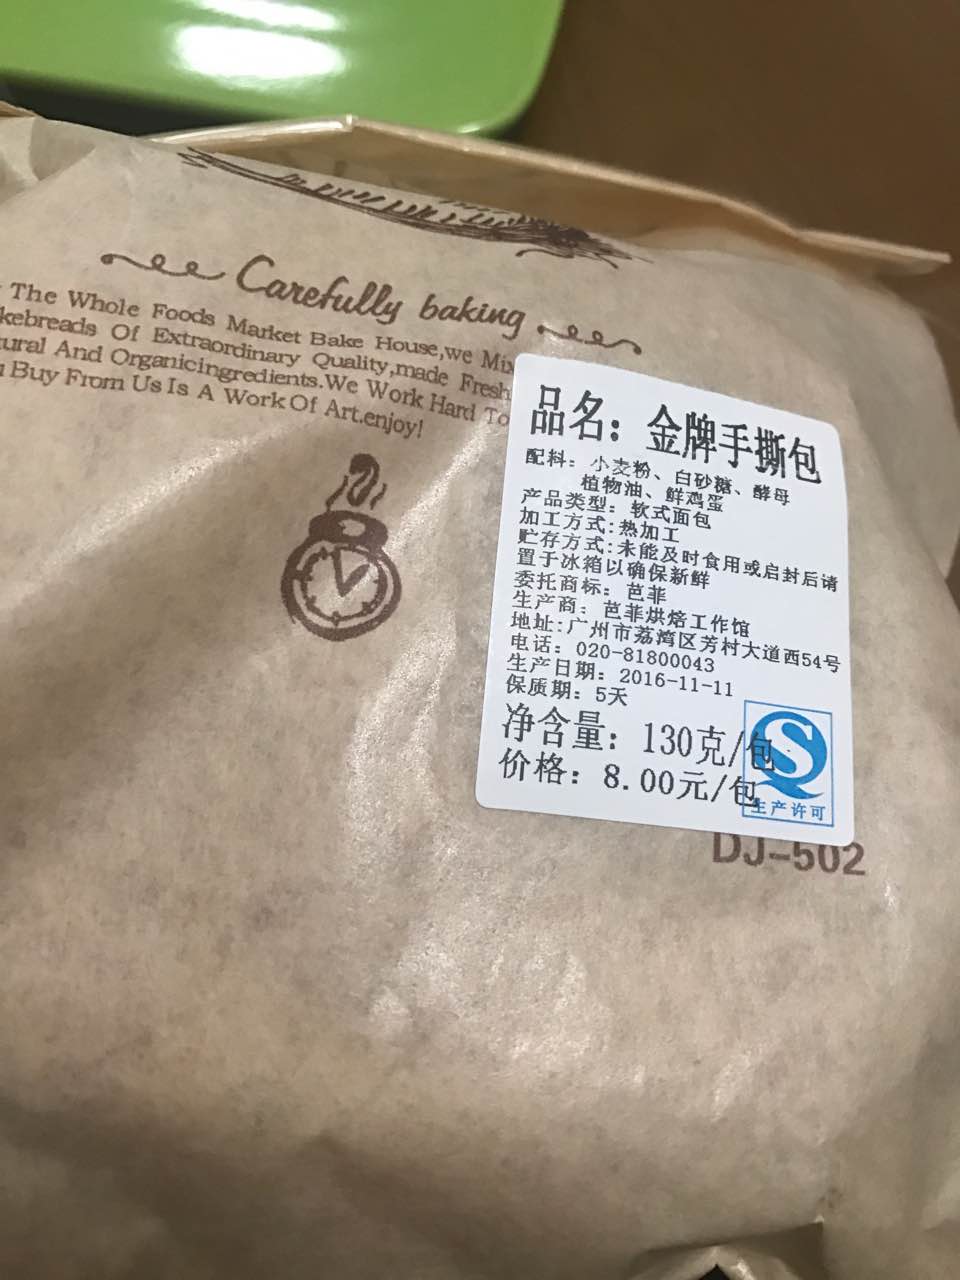 Carefully baking
The Whole Foods Market Bake House,we Mix
kebreads Of Extraordinary Quality,made Fresh
ural And Organicingredients.We Work Hard To
Buy From Us Is A Work Of Art.enjoy!
品名：金牌手撕包
配料：小麦粉、白砂糖、酵母
植物油、鲜鸡蛋
产品类型：软式面包
加工方式:热加工
贮存方式:未能及时食用或启封后请
置于冰箱以确保新鲜
委托商标：芭菲
生产商：芭菲烘焙工作馆
地址:广州市荔湾区芳村大道西54号
电话：020-81800043
生产日期：2016-11-11
保质期：5天
净含量：130克/包
价格：8.00元/包
生产许可
DJ-502